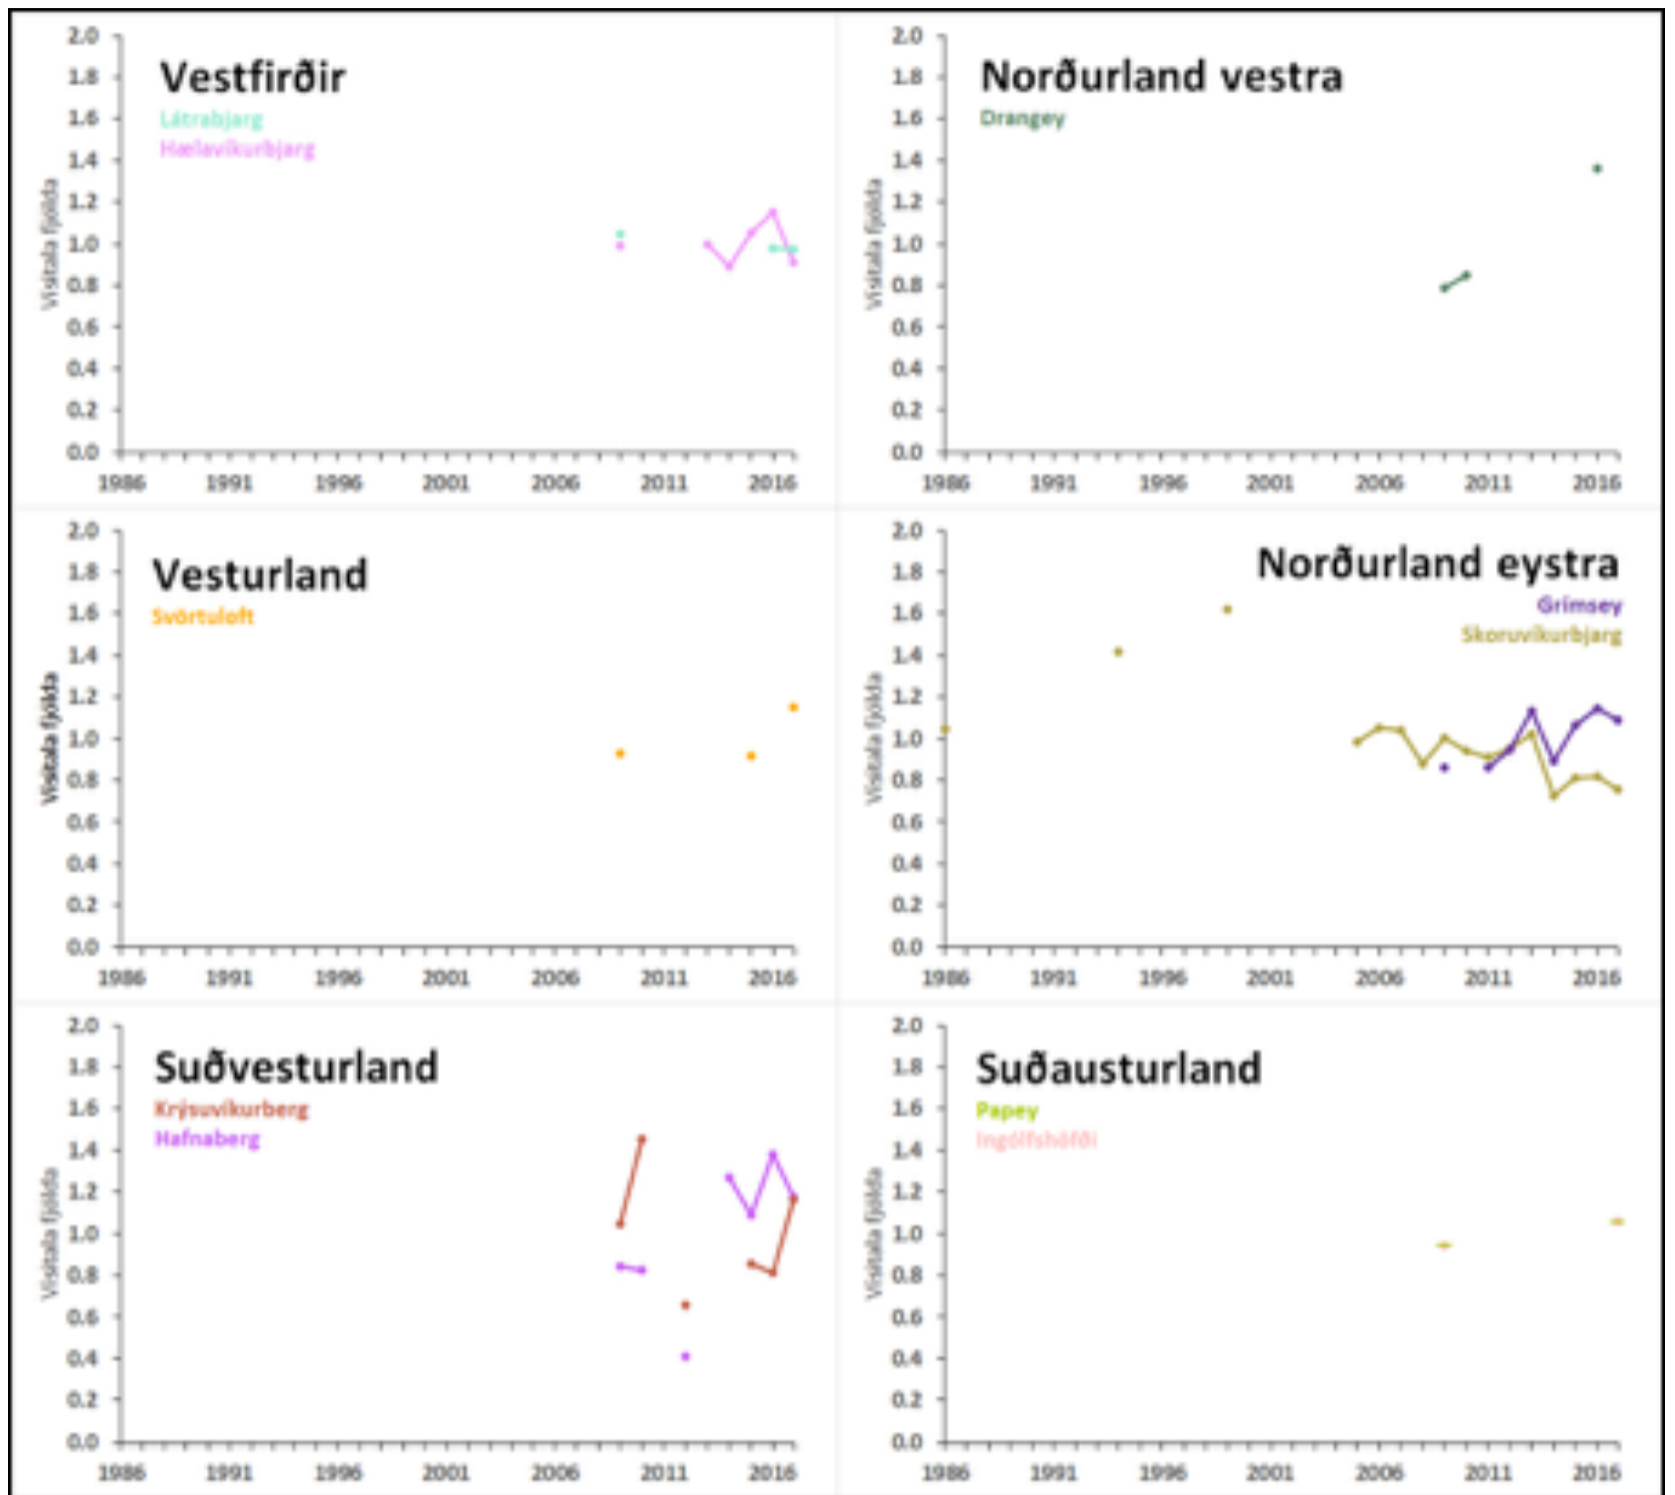 2.0
1.8
1.6
1.4
1.2
1.0
0.8
0.6
0.4
0.2
0.0
Vísitala fjölda
Vestfirðir
Látrabjarg
Hælavíkurbjarg
1986 1991 1996 2001 2006 2011 2016
2.0
1.8
1.6
1.4
1.2
1.0
0.8
0.6
0.4
0.2
0.0
Vísitala fjölda
Norðurland vestra
Drangey
1986 1991 1996 2001 2006 2011 2016
2.0
1.8
1.6
1.4
1.2
1.0
0.8
0.6
0.4
0.2
0.0
Vísitala fjölda
Vesturland
Svörtuloft
1986 1991 1996 2001 2006 2011 2016
2.0
1.8
1.6
1.4
1.2
1.0
0.8
0.6
0.4
0.2
0.0
Vísitala fjölda
Norðurland eystra
Grímsey
Skoruvíkurbjarg
1986 1991 1996 2001 2006 2011 2016
2.0
1.8
1.6
1.4
1.2
1.0
0.8
0.6
0.4
0.2
0.0
Vísitala fjölda
Suðvesturland
Krýsuvíkurberg
Hafnaberg
1986 1991 1996 2001 2006 2011 2016
2.0
1.8
1.6
1.4
1.2
1.0
0.8
0.6
0.4
0.2
0.0
Vísitala fjölda
Suðausturland
Papey
Ingólfshöfði
1986 1991 1996 2001 2006 2011 2016